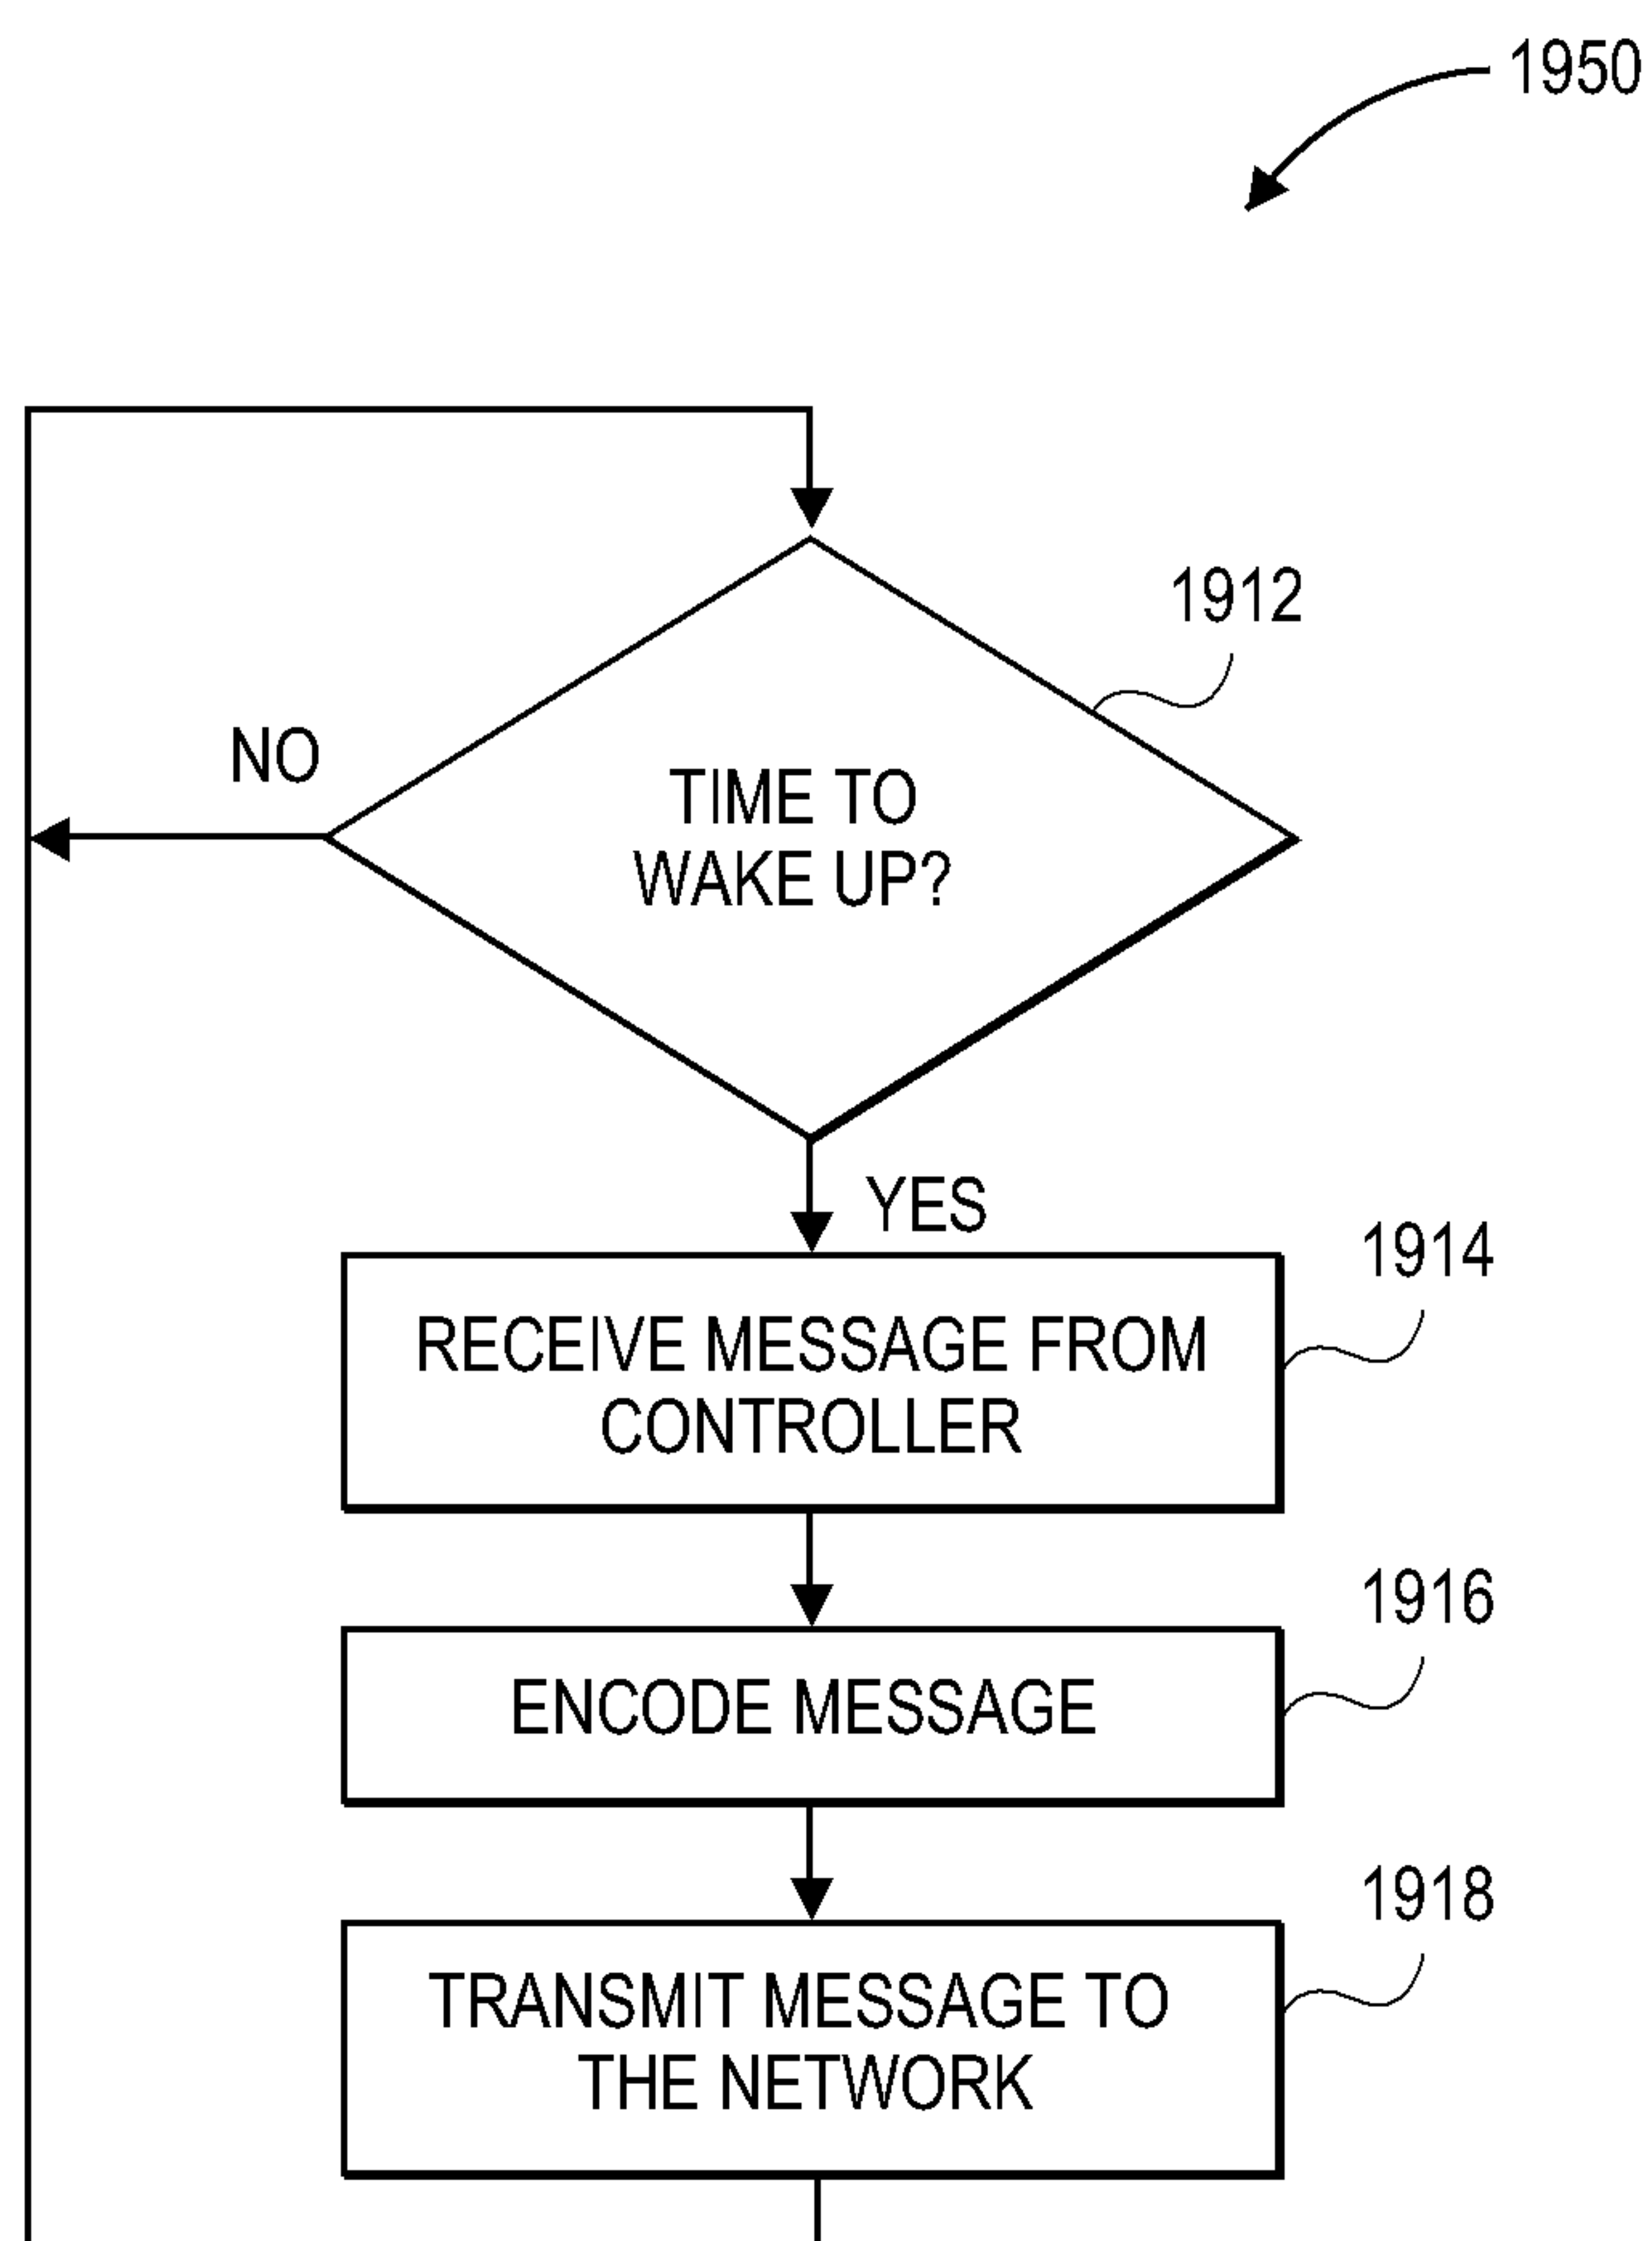 1950
1912
NO
TIME TO
WAKE UP?
YES
1914
RECEIVE MESSAGE FROM
CONTROLLER
1916
ENCODE MESSAGE
1918
TRANSMIT MESSAGE TO
THE NETWORK